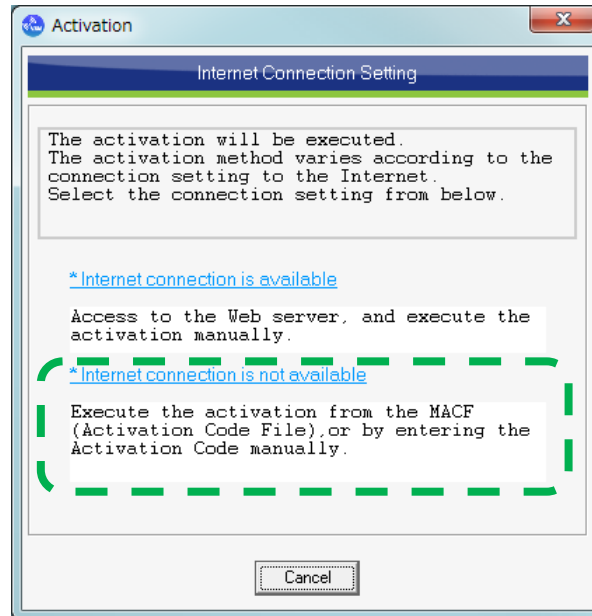 Activation
Internet Connection Setting
The activation will be executed.
The activation method varies according to the
connection setting to the Internet.
Select the connection setting from below.
* Internet connection is available
Access to the Web server, and execute the
activation manually.
* Internet connection is not available
Execute the activation from the MACF
(Activation Code File),or by entering the
Activation Code manually.
Cancel